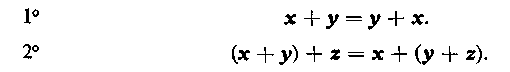 1° x + y = y + x.
2° (x + y) + z = x + (y + z).